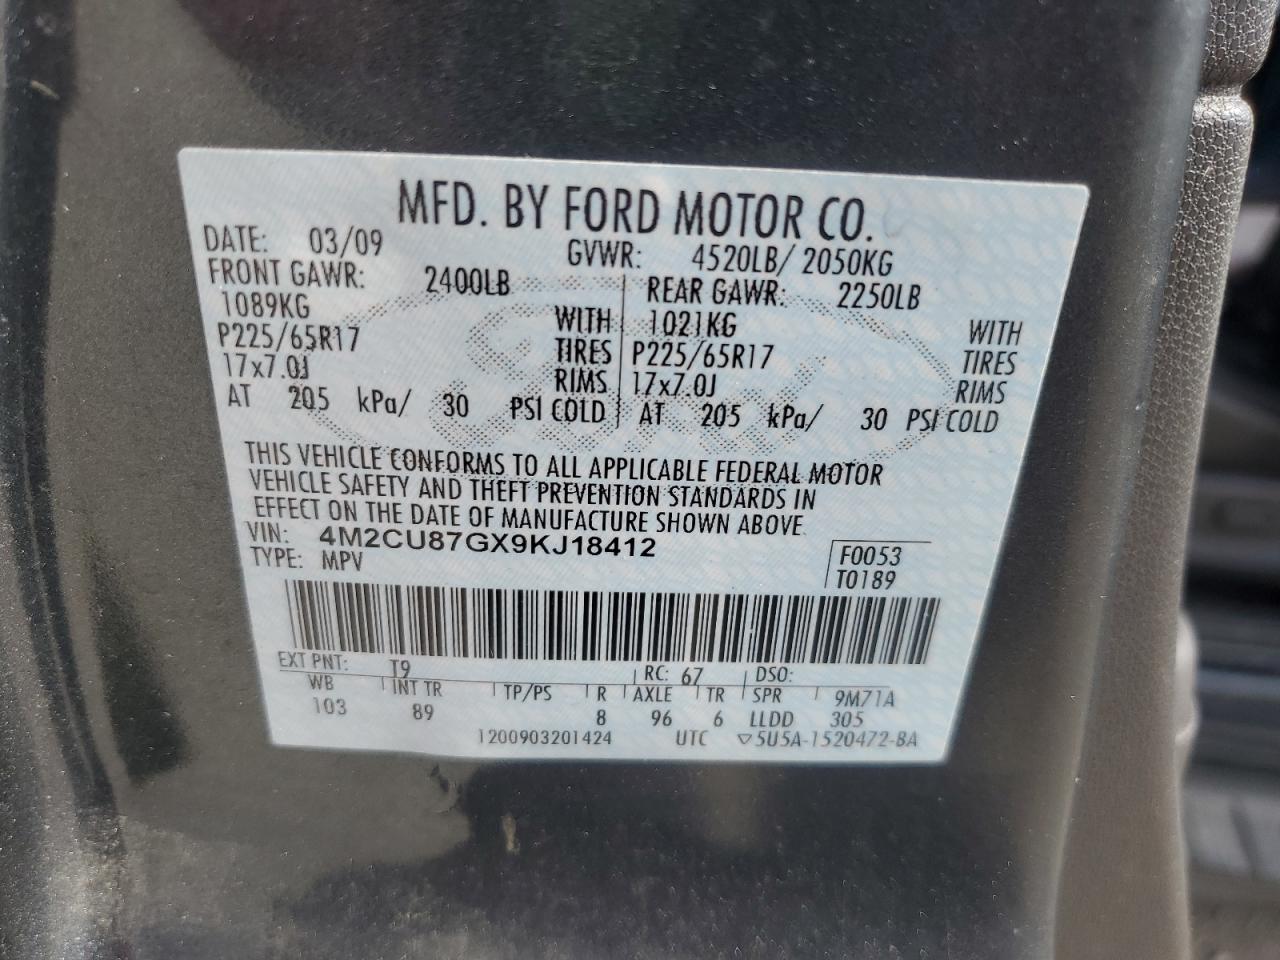 MFD. BY FORD MOTOR CO.
DATE: 03/09 GVWR: 4520LB/ 2050KG
FRONT GAWR: 2400LB REAR GAWR: 2250LB
1089KG WITH 1021KG WITH
P225/65R17 TIRES P225/65R17 TIRES
17x7.0J RIMS 17x7.0J RIMS
AT 205 kPa/ 30 PSI COLD AT 205 kPa/ 30 PSI COLD
THIS VEHICLE CONFORMS TO ALL APPLICABLE FEDERAL MOTOR
VEHICLE SAFETY AND THEFT PREVENTION STANDARDS IN
EFFECT ON THE DATE OF MANUFACTURE SHOWN ABOVE.
VIN: 4M2CU87GX9KJ18412
TYPE: MPV F0053
T0189
EXT PNT: T9 RC: 67 DSO:
WB INT TR TP/PS R AXLE TR SPR 9M71A
103 89 8 96 6 LLDD 305
1200903201424 UTC ▽5U5A-1520472-BA